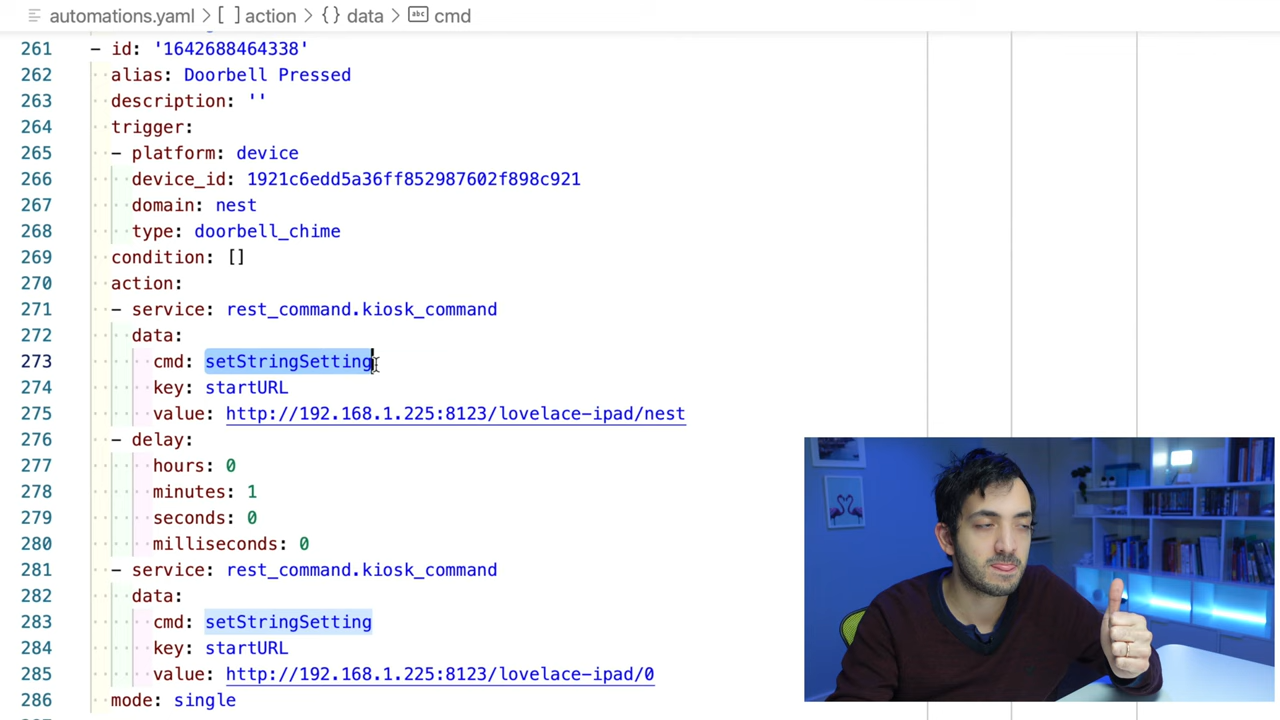 automations.yaml > [ ] action > {} data > abc cmd
261 - id: '1642688464338'
262 alias: Doorbell Pressed
263 description: ''
264 trigger:
265 - platform: device
266 device_id: 1921c6edd5a36ff852987602f898c921
267 domain: nest
268 type: doorbell_chime
269 condition: []
270 action:
271 - service: rest_command.kiosk_command
272 data:
273 cmd: setStringSetting
274 key: startURL
275 value: http://192.168.1.225:8123/lovelace-ipad/nest
276 - delay:
277 hours: 0
278 minutes: 1
279 seconds: 0
280 milliseconds: 0
281 - service: rest_command.kiosk_command
282 data:
283 cmd: setStringSetting
284 key: startURL
285 value: http://192.168.1.225:8123/lovelace-ipad/0
286 mode: single